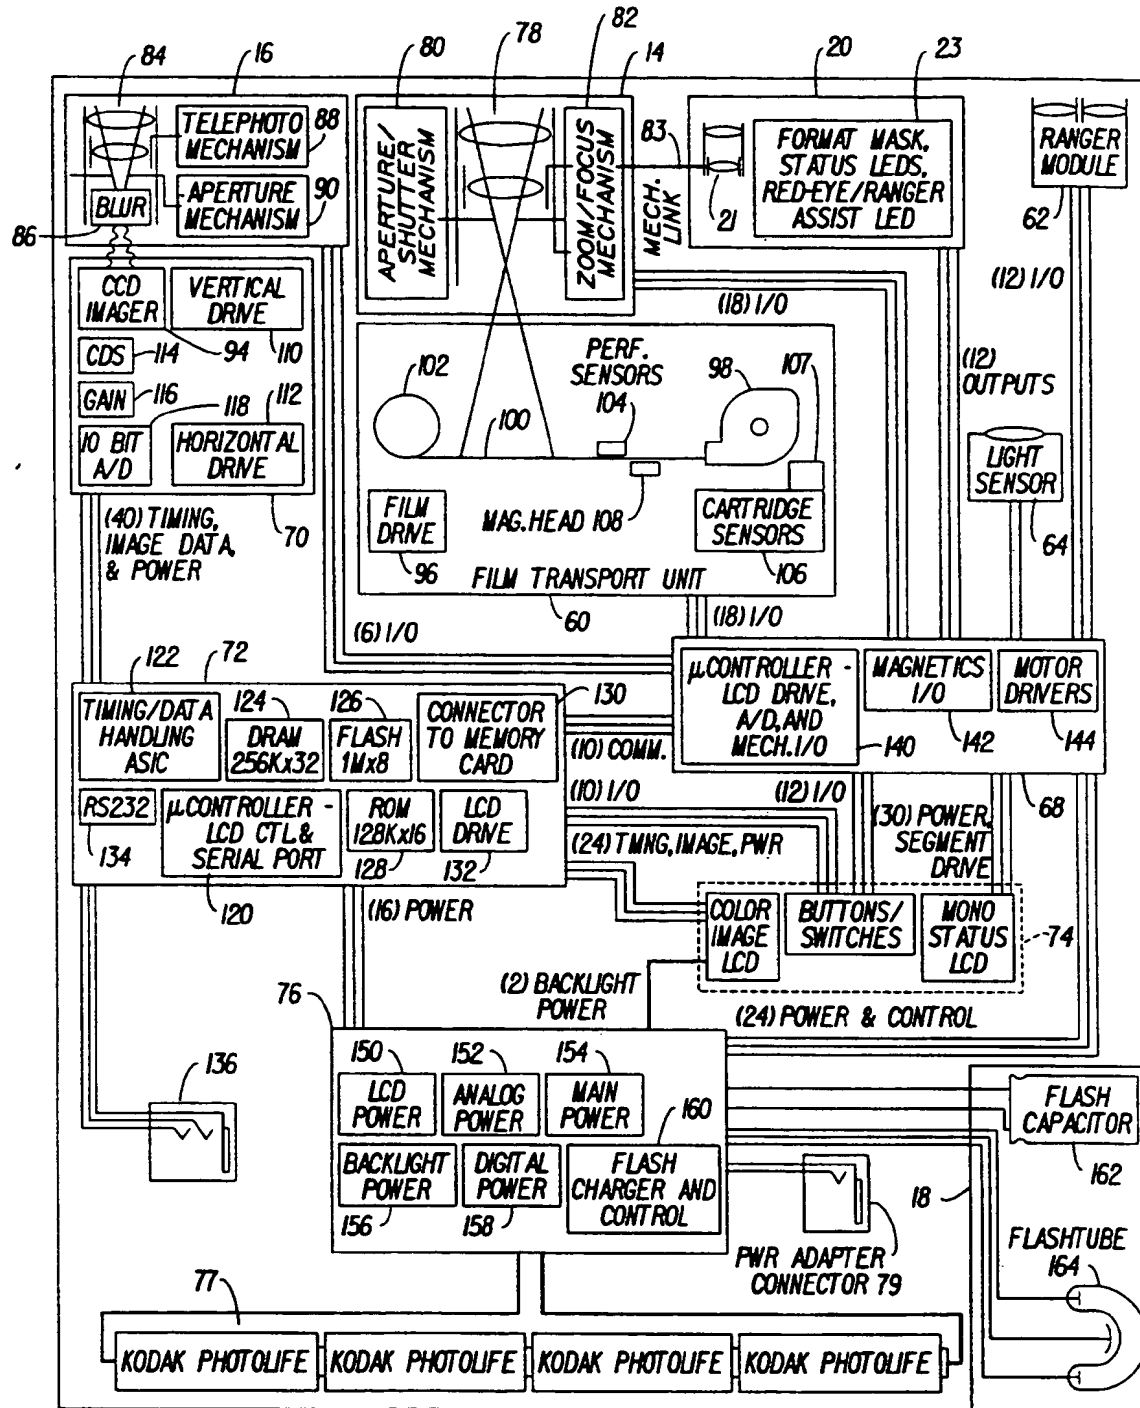 84
16
80
78
82
14
20
23
TELEPHOTO
MECHANISM
88
APERTURE
MECHANISM
90
BLUR
86
APERTURE/
SHUTTER
MECHANISM
ZOOM/FOCUS
MECHANISM
83
MECH.
LINK
21
FORMAT MASK,
STATUS LEDS,
RED-EYE/RANGER
ASSIST LED
RANGER
MODULE
62
(12) I/O
(18) I/O
(12)
OUTPUTS
CCD
IMAGER
VERTICAL
DRIVE
94
110
CDS
114
GAIN
116
118
112
10 BIT
A/D
HORIZONTAL
DRIVE
70
(40) TIMING,
IMAGE DATA,
& POWER
102
100
PERF.
SENSORS
104
98
107
FILM
DRIVE
96
MAG.HEAD 108
CARTRIDGE
SENSORS
106
FILM TRANSPORT UNIT
60
LIGHT
SENSOR
64
(6) I/O
(18) I/O
122
72
124
126
130
TIMING/DATA
HANDLING
ASIC
DRAM
256Kx32
FLASH
1Mx8
CONNECTOR
TO MEMORY
CARD
RS232
134
µCONTROLLER -
LCD CTL.&
SERIAL PORT
120
ROM
128Kx16
128
LCD
DRIVE
132
(10) COMM.
(10) I/O
µCONTROLLER -
LCD DRIVE,
A/D,AND
MECH.I/O
140
MAGNETICS
I/O
142
MOTOR
DRIVERS
144
68
(12) I/O
(30) POWER,
SEGMENT
DRIVE
(24) TMNG,IMAGE,PWR
(16) POWER
COLOR
IMAGE
LCD
BUTTONS/
SWITCHES
MONO
STATUS
LCD
74
(2) BACKLIGHT
POWER
(24) POWER & CONTROL
76
136
150
LCD
POWER
152
ANALOG
POWER
154
MAIN
POWER
160
BACKLIGHT
POWER
156
DIGITAL
POWER
158
FLASH
CHARGER AND
CONTROL
PWR ADAPTER
CONNECTOR 79
FLASH
CAPACITOR
162
18
FLASHTUBE
164
77
KODAK PHOTOLIFE KODAK PHOTOLIFE KODAK PHOTOLIFE KODAK PHOTOLIFE